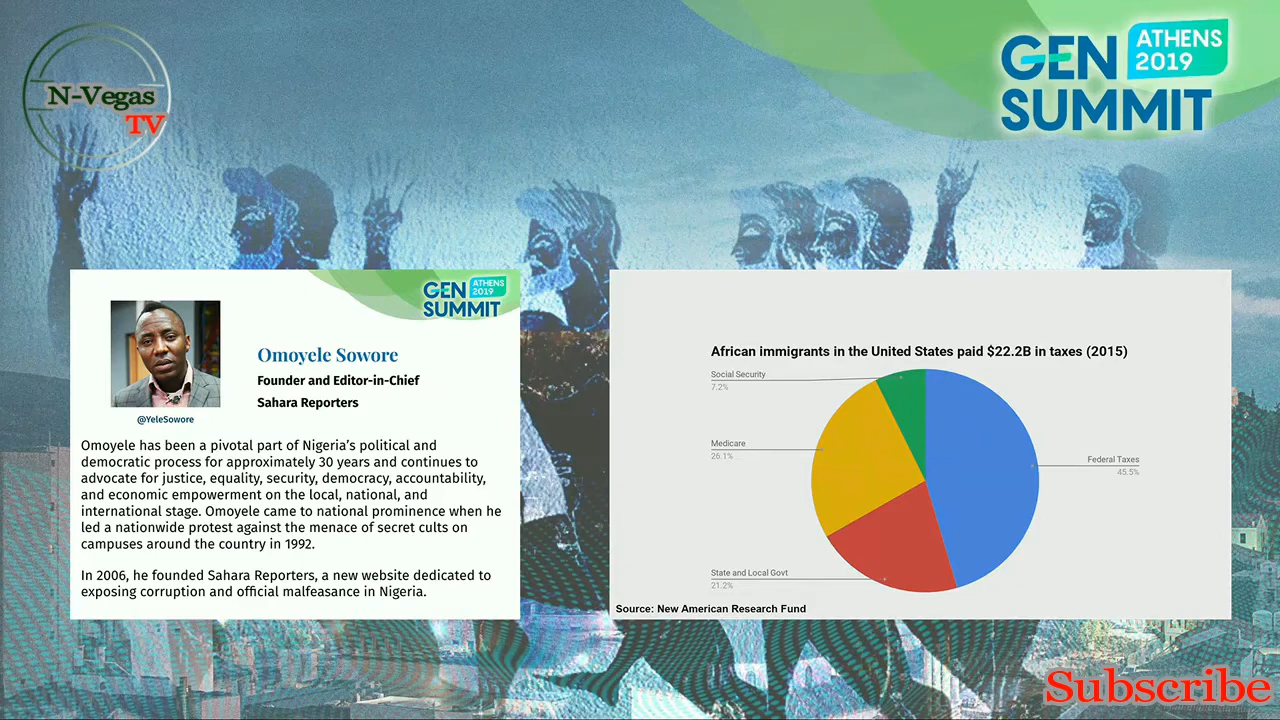 N-Vegas
TV
GEN
ATHENS
2019
SUMMIT
GEN
ATHENS
2019
SUMMIT
Omoyele Sowore
Founder and Editor-in-Chief
Sahara Reporters
@YeleSowore
Omoyele has been a pivotal part of Nigeria's political and
democratic process for approximately 30 years and continues to
advocate for justice, equality, security, democracy, accountability,
and economic empowerment on the local, national, and
international stage. Omoyele came to national prominence when he
led a nationwide protest against the menace of secret cults on
campuses around the country in 1992.
In 2006, he founded Sahara Reporters, a new website dedicated to
exposing corruption and official malfeasance in Nigeria.
African immigrants in the United States paid $22.2B in taxes (2015)
Social Security
7.2%
Medicare
26.1%
Federal Taxes
45.5%
State and Local Govt
21.2%
Source: New American Research Fund
Subscribe